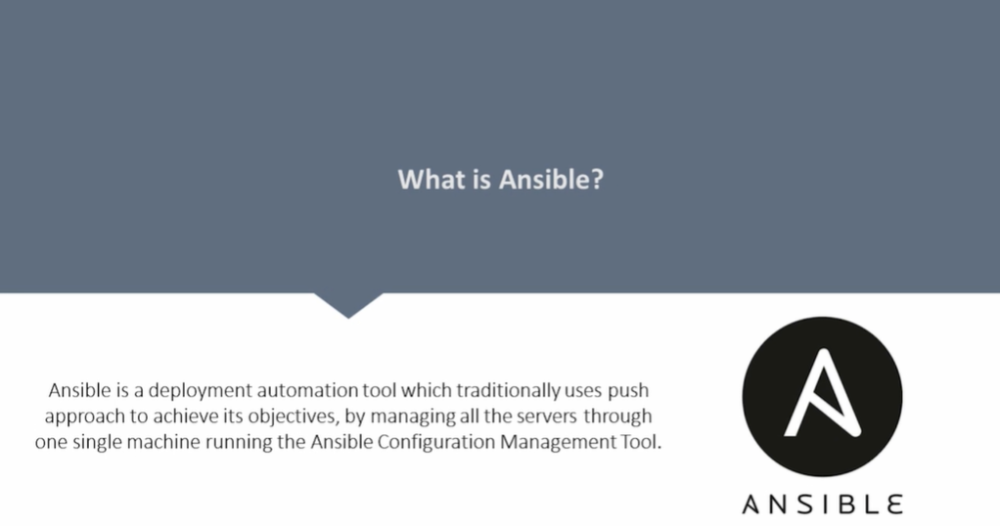 What is Ansible?
Ansible is a deployment automation tool which traditionally uses push
approach to achieve its objectives, by managing all the servers through
one single machine running the Ansible Configuration Management Tool.
ANSIBLE